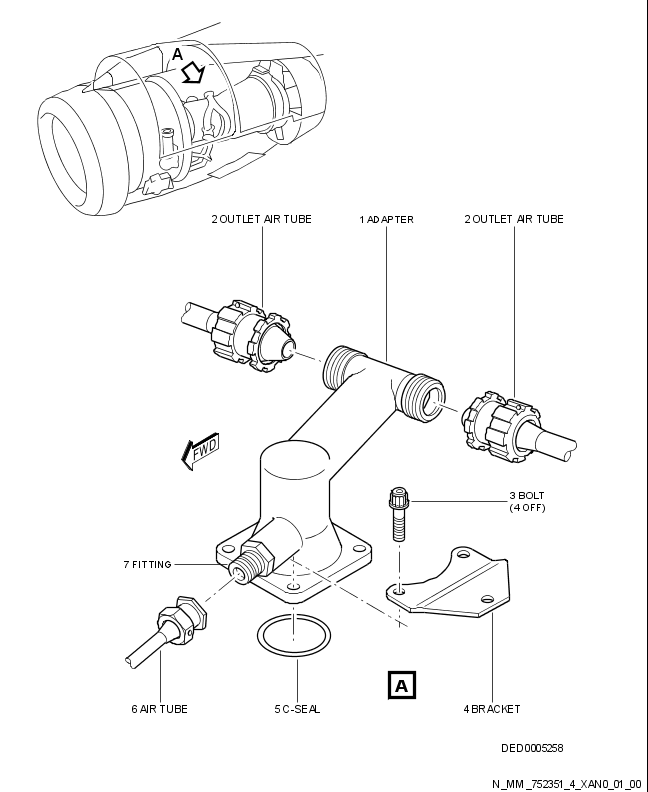 A
2 OUTLET AIR TUBE
1 ADAPTER
2 OUTLET AIR TUBE
FWD
3 BOLT
(4 OFF)
7 FITTING
A
6 AIR TUBE
5 C-SEAL
4 BRACKET
DED0005258
N_MM_752351_4_XAN0_01_00